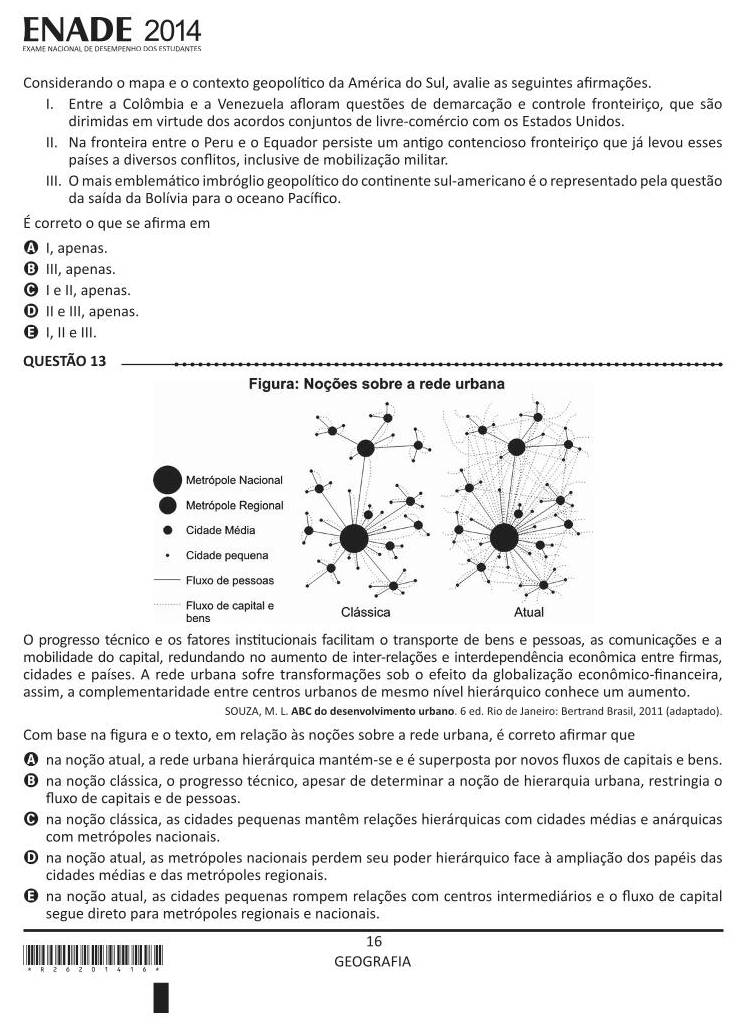 ENADE 2014
EXAME NACIONAL DE DESEMPENHO DOS ESTUDANTES
Considerando o mapa e o contexto geopolítico da América do Sul, avalie as seguintes afirmações.
I. Entre a Colômbia e a Venezuela afloram questões de demarcação e controle fronteiriço, que são
dirimidas em virtude dos acordos conjuntos de livre-comércio com os Estados Unidos.
II. Na fronteira entre o Peru e o Equador persiste um antigo contencioso fronteiriço que já levou esses
países a diversos conflitos, inclusive de mobilização militar.
III. O mais emblemático imbróglio geopolítico do continente sul-americano é o representado pela questão
da saída da Bolívia para o oceano Pacífico.
É correto o que se afirma em
A I, apenas.
B III, apenas.
C I e II, apenas.
D II e III, apenas.
E I, II e III.
QUESTÃO 13
Figura: Noções sobre a rede urbana
Metrópole Nacional
Metrópole Regional
Cidade Média
Cidade pequena
Fluxo de pessoas
Fluxo de capital e
bens
Clássica
Atual
O progresso técnico e os fatores institucionais facilitam o transporte de bens e pessoas, as comunicações e a
mobilidade do capital, redundando no aumento de inter-relações e interdependência econômica entre firmas,
cidades e países. A rede urbana sofre transformações sob o efeito da globalização econômico-financeira,
assim, a complementaridade entre centros urbanos de mesmo nível hierárquico conhece um aumento.
SOUZA, M. L. ABC do desenvolvimento urbano. 6 ed. Rio de Janeiro: Bertrand Brasil, 2011 (adaptado).
Com base na figura e o texto, em relação às noções sobre a rede urbana, é correto afirmar que
A na noção atual, a rede urbana hierárquica mantém-se e é superposta por novos fluxos de capitais e bens.
B na noção clássica, o progresso técnico, apesar de determinar a noção de hierarquia urbana, restringia o
fluxo de capitais e de pessoas.
C na noção clássica, as cidades pequenas mantêm relações hierárquicas com cidades médias e anárquicas
com metrópoles nacionais.
D na noção atual, as metrópoles nacionais perdem seu poder hierárquico face à ampliação dos papéis das
cidades médias e das metrópoles regionais.
E na noção atual, as cidades pequenas rompem relações com centros intermediários e o fluxo de capital
segue direto para metrópoles regionais e nacionais.
16
GEOGRAFIA
* R 2 6 2 0 1 4 1 6 *